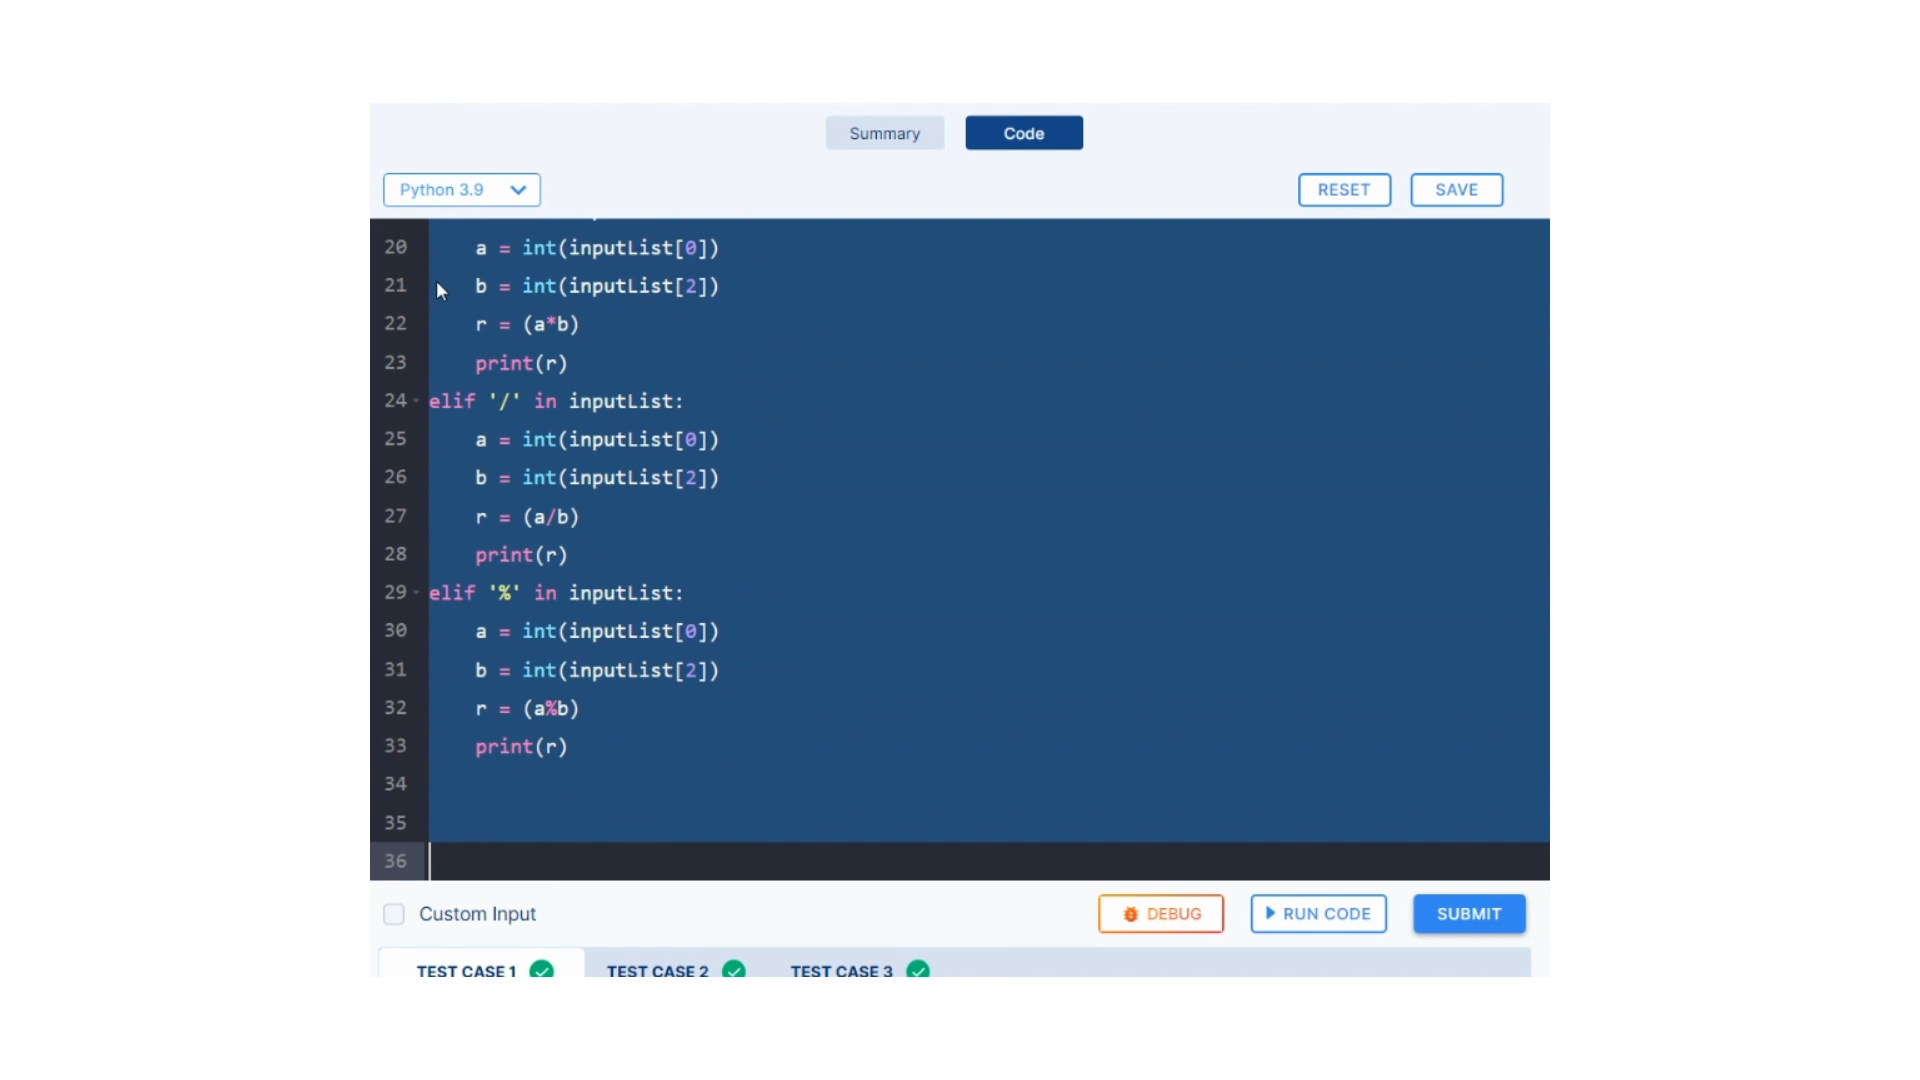 Summary Code
Python 3.9 RESET SAVE
20 a = int(inputList[0])
21 b = int(inputList[2])
22 r = (a*b)
23 print(r)
24 elif '/' in inputList:
25 a = int(inputList[0])
26 b = int(inputList[2])
27 r = (a/b)
28 print(r)
29 elif '%' in inputList:
30 a = int(inputList[0])
31 b = int(inputList[2])
32 r = (a%b)
33 print(r)
34
35
36
Custom Input DEBUG RUN CODE SUBMIT
TEST CASE 1 TEST CASE 2 TEST CASE 3